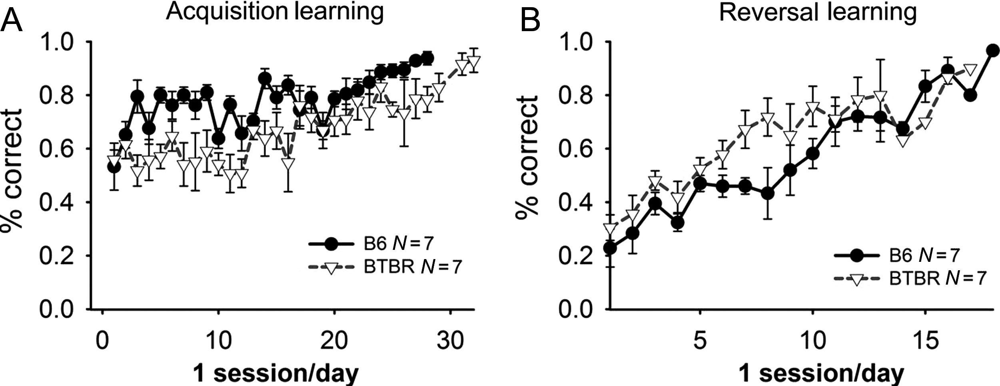 A
Acquisition learning
1.0
0.8
0.6
0.4
0.2
0.0
% correct
B6 N = 7
BTBR N = 7
0 10 20 30
1 session/day
B
Reversal learning
1.0
0.8
0.6
0.4
0.2
0.0
% correct
B6 N = 7
BTBR N = 7
5 10 15
1 session/day